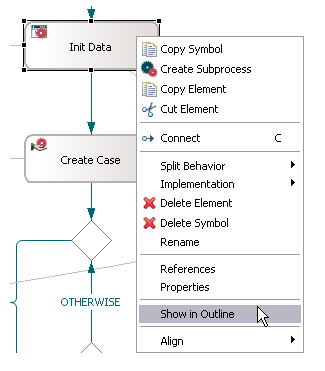 Init Data
Create Case
OTHERWISE
Copy Symbol
Create Subprocess
Copy Element
Cut Element
Connect C
Split Behavior
Implementation
Delete Element
Delete Symbol
Rename
References
Properties
Show in Outline
Align